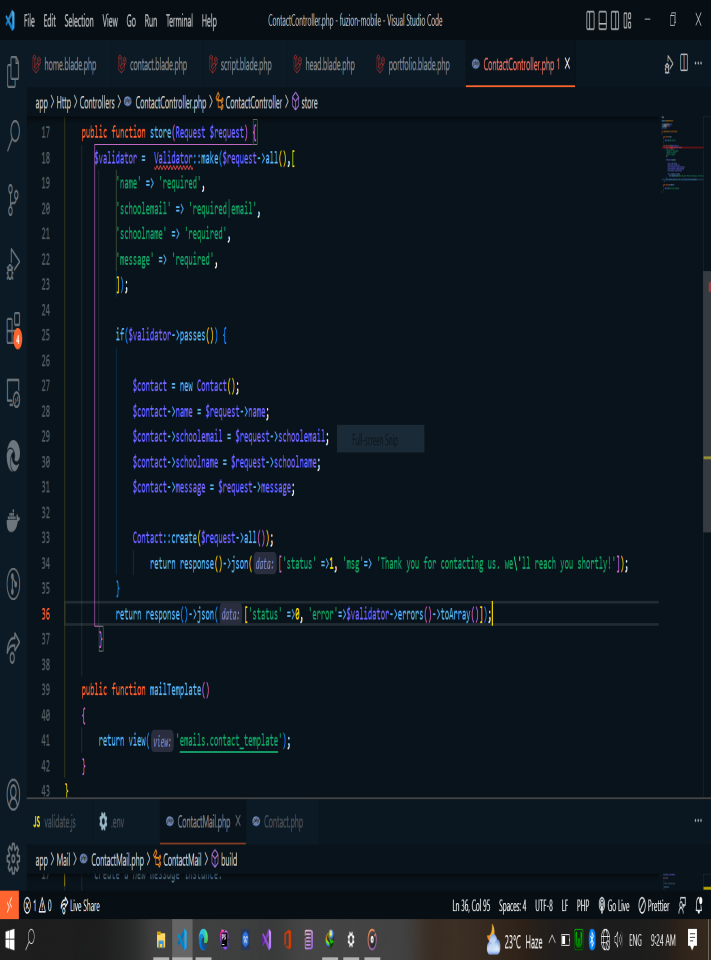 File Edit Selection View Go Run Terminal Help ContactController.php - fuzion-mobile - Visual Studio Code
home.blade.php contact.blade.php script.blade.php head.blade.php portfolio.blade.php ContactController.php 1 X ...
app > Http > Controllers > ContactController.php > ContactController > store
17 public function store(Request $request) {
18 $validator = Validator::make($request->all(),[
19 'name' => 'required',
20 'schoolemail' => 'required|email',
21 'schoolname' => 'required',
22 'message' => 'required',
23 ]);
24
25 if($validator->passes()) {
26
27 $contact = new Contact();
28 $contact->name = $request->name;
29 $contact->schoolemail = $request->schoolemail; Full-screen Snip
30 $contact->schoolname = $request->schoolname;
31 $contact->message = $request->message;
32
33 Contact::create($request->all());
34 return response()->json( data: ['status' =>1, 'msg'=> 'Thank you for contacting us. we\'ll reach you shortly!']);
35 }
36 return response()->json( data: ['status' =>0, 'error'=>$validator->errors()->toArray()]);
37 }
38
39 public function mailTemplate()
40 {
41 return view( view: 'emails.contact_template');
42 }
43 }
4
JS validate.js .env ContactMail.php X Contact.php ...
app > Mail > ContactMail.php > ContactMail > build
17 Create a new message instance.
1 0 Live Share Ln 36, Col 95 Spaces: 4 UTF-8 LF PHP Go Live Prettier
23°C Haze ENG 9:24 AM